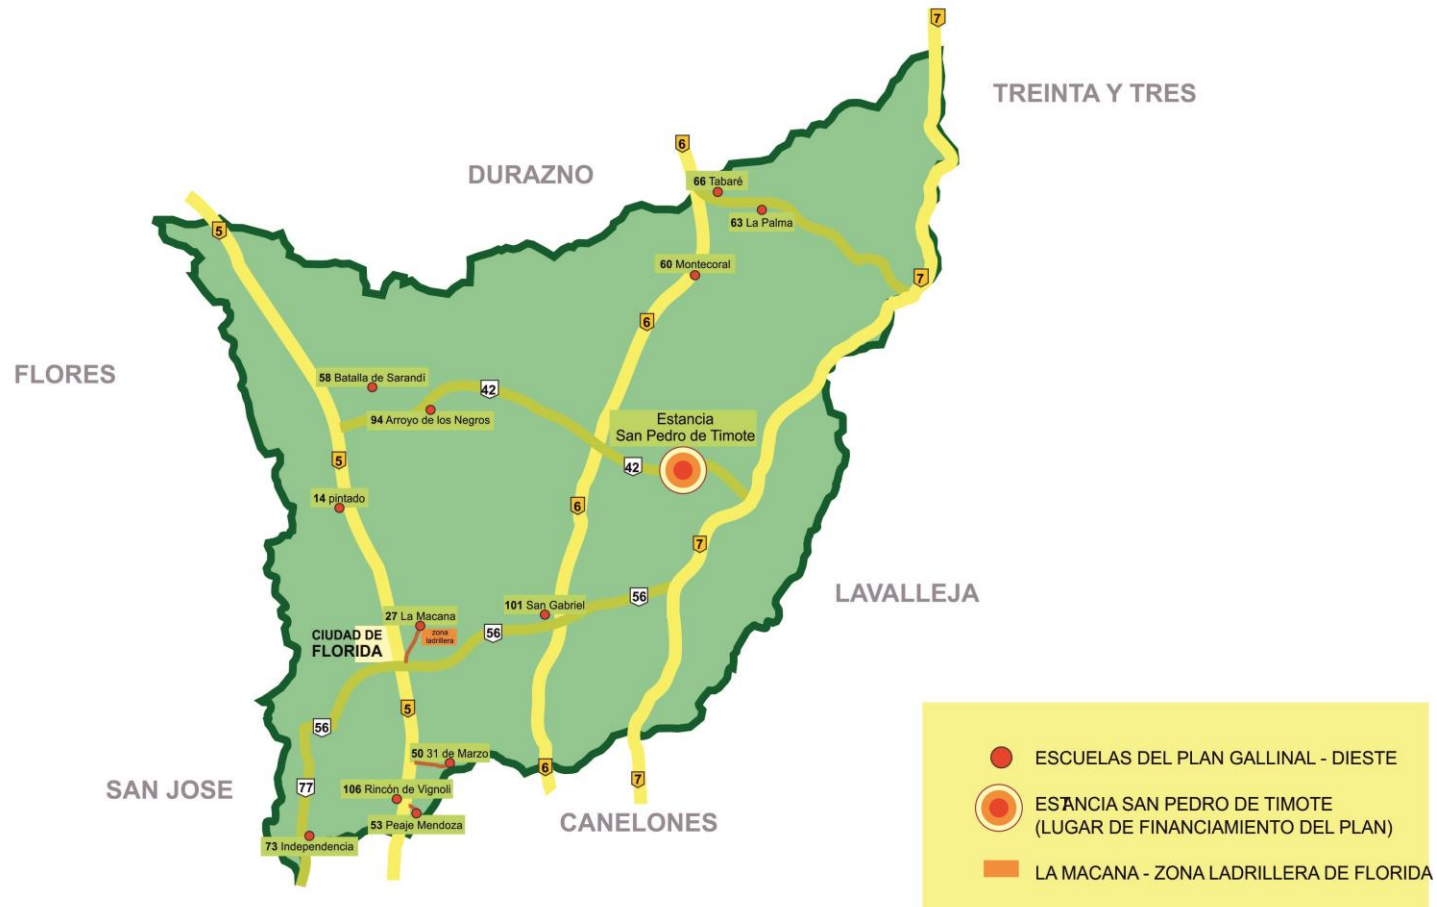 7
TREINTA Y TRES
6
DURAZNO
66 Tabaré
63 La Palma
5
60 Montecoral
7
6
FLORES
58 Batalla de Sarandí
42
94 Arroyo de los Negros
Estancia
San Pedro de Timote
5
42
14 pintado
6
7
LAVALLEJA
56
101 San Gabriel
27 La Macana
zona
ladrillera
56
CIUDAD DE
FLORIDA
5
56
50 31 de Marzo
6
7
77
SAN JOSE
106 Rincón de Vignoli
53 Peaje Mendoza
CANELONES
73 Independencia
ESCUELAS DEL PLAN GALLINAL - DIESTE
ESTANCIA SAN PEDRO DE TIMOTE
(LUGAR DE FINANCIAMIENTO DEL PLAN)
LA MACANA - ZONA LADRILLERA DE FLORIDA